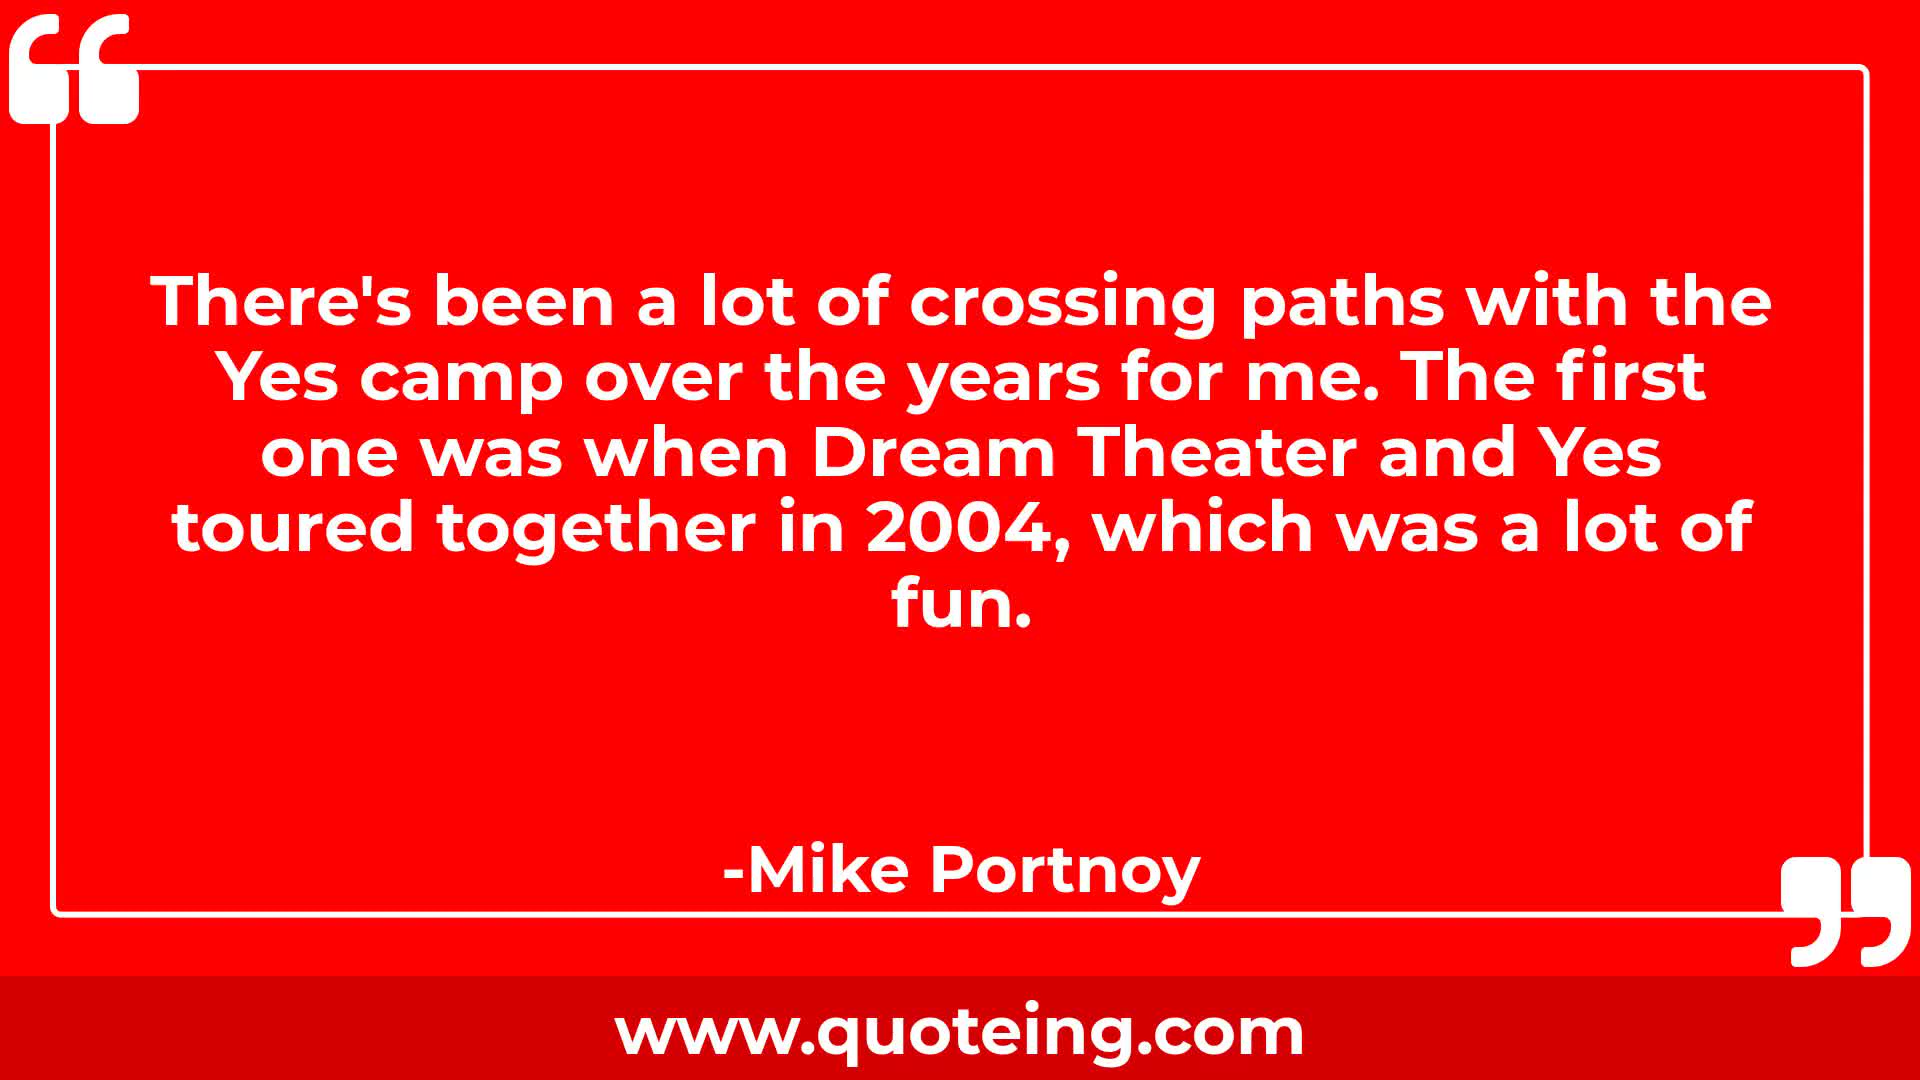 There's been a lot of crossing paths with the
Yes camp over the years for me. The first
one was when Dream Theater and Yes
toured together in 2004, which was a lot of
fun.
-Mike Portnoy
www.quoteing.com